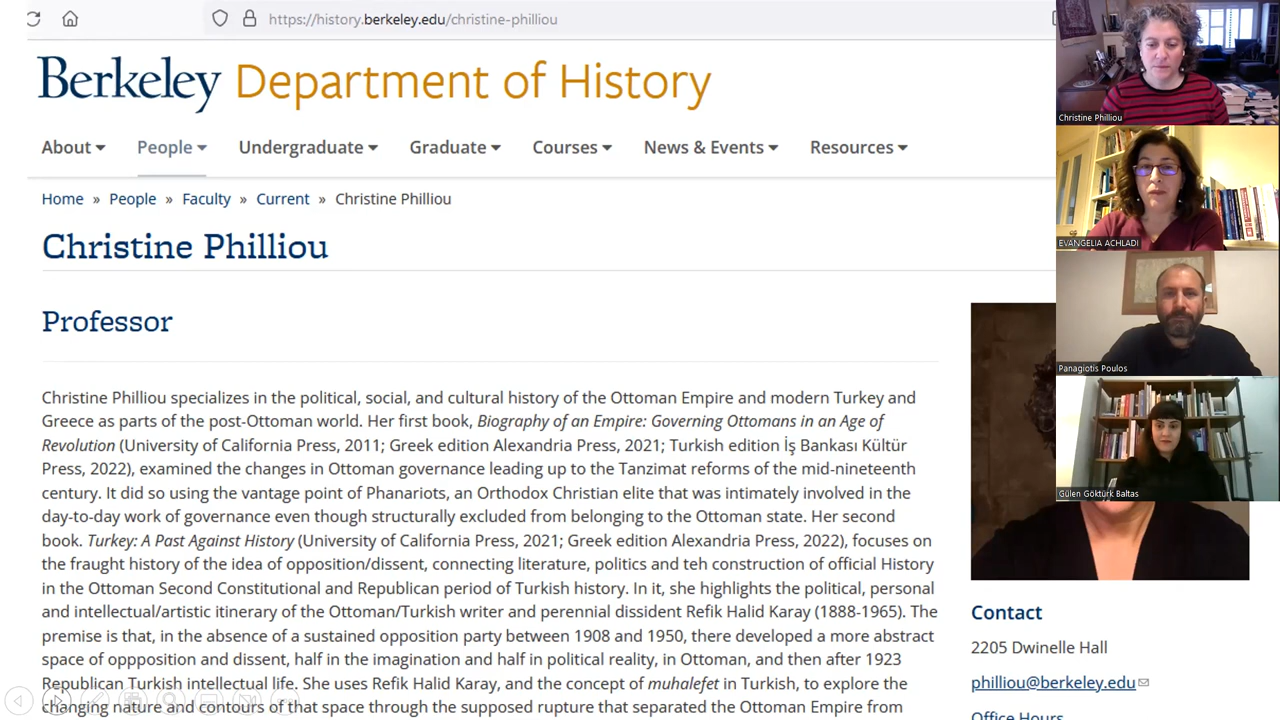 https://history.berkeley.edu/christine-philliou
Berkeley Department of History
About People Undergraduate Graduate Courses News & Events Resources
Home » People » Faculty » Current » Christine Philliou
Christine Philliou
Professor
Christine Philliou specializes in the political, social, and cultural history of the Ottoman Empire and modern Turkey and
Greece as parts of the post-Ottoman world. Her first book, Biography of an Empire: Governing Ottomans in an Age of
Revolution (University of California Press, 2011; Greek edition Alexandria Press, 2021; Turkish edition İş Bankası Kültür
Press, 2022), examined the changes in Ottoman governance leading up to the Tanzimat reforms of the mid-nineteenth
century. It did so using the vantage point of Phanariots, an Orthodox Christian elite that was intimately involved in the
day-to-day work of governance even though structurally excluded from belonging to the Ottoman state. Her second
book. Turkey: A Past Against History (University of California Press, 2021; Greek edition Alexandria Press, 2022), focuses on
the fraught history of the idea of opposition/dissent, connecting literature, politics and teh construction of official History
in the Ottoman Second Constitutional and Republican period of Turkish history. In it, she highlights the political, personal
and intellectual/artistic itinerary of the Ottoman/Turkish writer and perennial dissident Refik Halid Karay (1888-1965). The
premise is that, in the absence of a sustained opposition party between 1908 and 1950, there developed a more abstract
space of oppposition and dissent, half in the imagination and half in political reality, in Ottoman, and then after 1923
Republican Turkish intellectual life. She uses Refik Halid Karay, and the concept of muhalefet in Turkish, to explore the
changing nature and contours of that space through the supposed rupture that separated the Ottoman Empire from
Contact
2205 Dwinelle Hall
philliou@berkeley.edu
Office Hours
Christine Philliou
EVANGELIA ACHLADI
Panagiotis Poulos
Gülen Göktürk Baltas